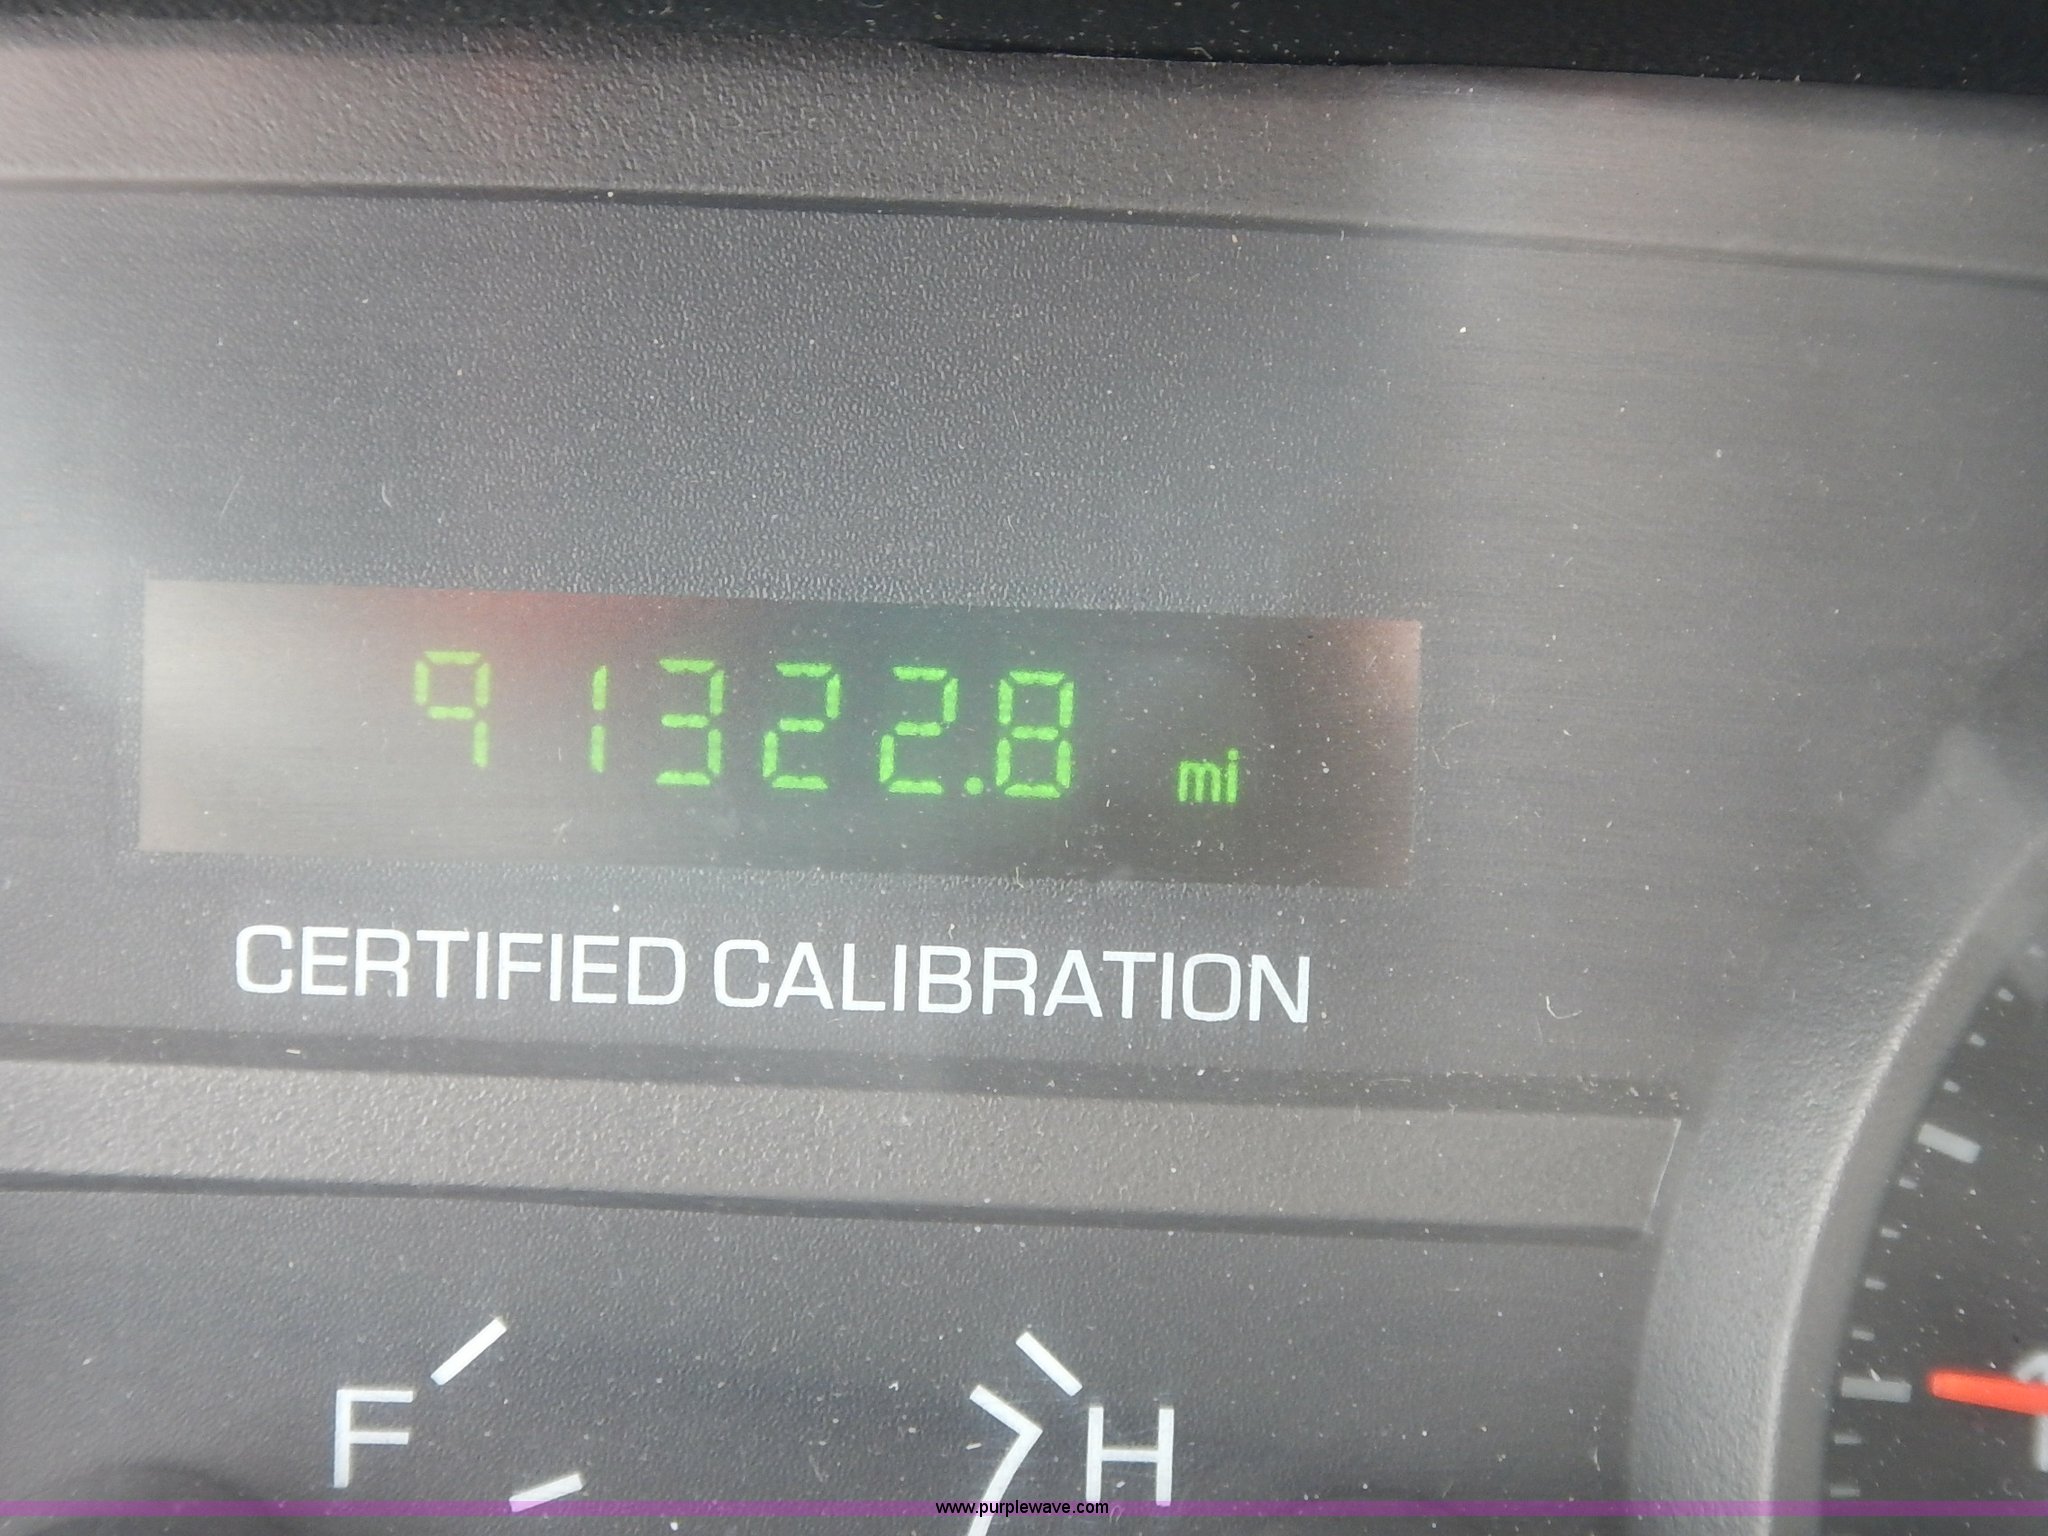 91322.8 mi
CERTIFIED CALIBRATION
F H
www.purplewave.com